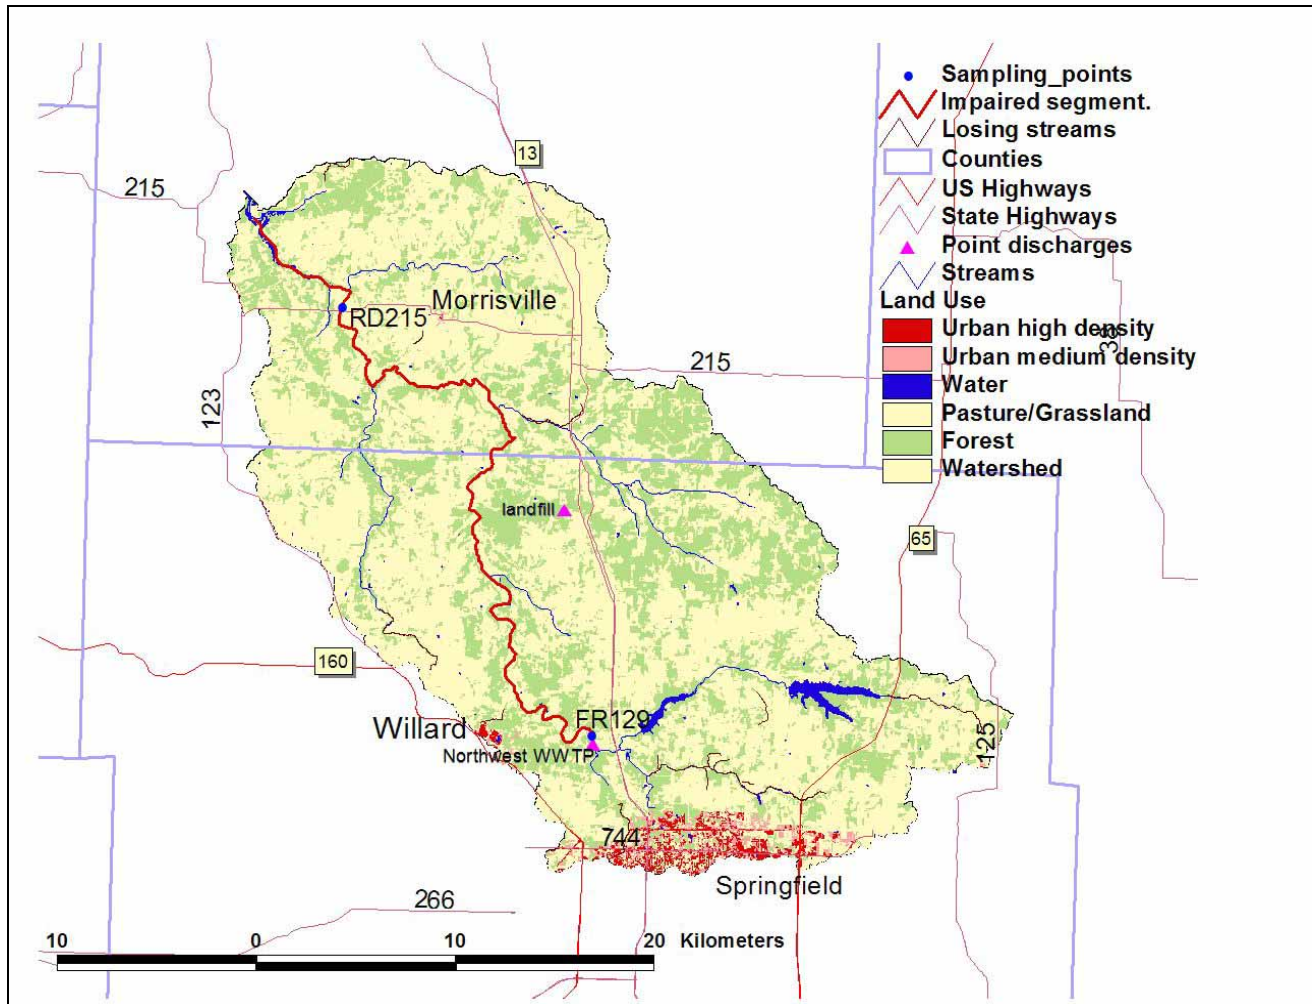 Sampling_points
Impaired segment.
Losing streams
Counties
US Highways
State Highways
Point discharges
Streams
Land Use
Urban high density
Urban medium density
Water
Pasture/Grassland
Forest
Watershed
13
215
Morrisville
RD215
215
123
landfill
65
160
Willard
FR129
Northwest WWTP
125
744
Springfield
266
10 0 10 20 Kilometers